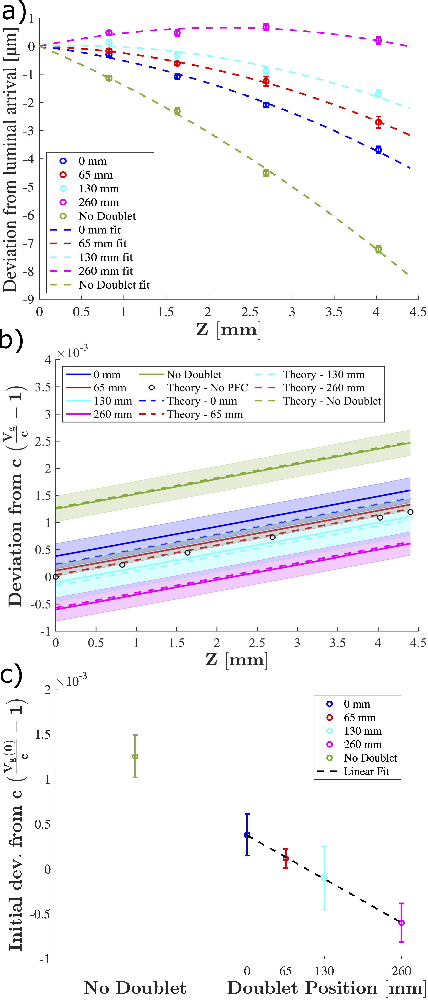 a)
Deviation from luminal arrival [μm]
1
0
-1
-2
-3
-4
-5
-6
-7
-8
-9
0 mm
65 mm
130 mm
260 mm
No Doublet
0 mm fit
65 mm fit
130 mm fit
260 mm fit
No Doublet fit
0 0.5 1 1.5 2 2.5 3 3.5 4 4.5
Z [mm]
b)
×10⁻³
Deviation from c (Vg/c − 1)
4
3.5
3
2.5
2
1.5
1
0.5
0
-0.5
-1
0 mm No Doublet Theory - 130 mm
65 mm Theory - No PFC Theory - 260 mm
130 mm Theory - 0 mm Theory - No Doublet
260 mm Theory - 65 mm
0 0.5 1 1.5 2 2.5 3 3.5 4 4.5
Z [mm]
c)
×10⁻³
Initial dev. from c (Vg(0)/c − 1)
2
1.5
1
0.5
0
-0.5
-1
0 mm
65 mm
130 mm
260 mm
No Doublet
Linear Fit
0 65 130 260
No Doublet Doublet Position [mm]